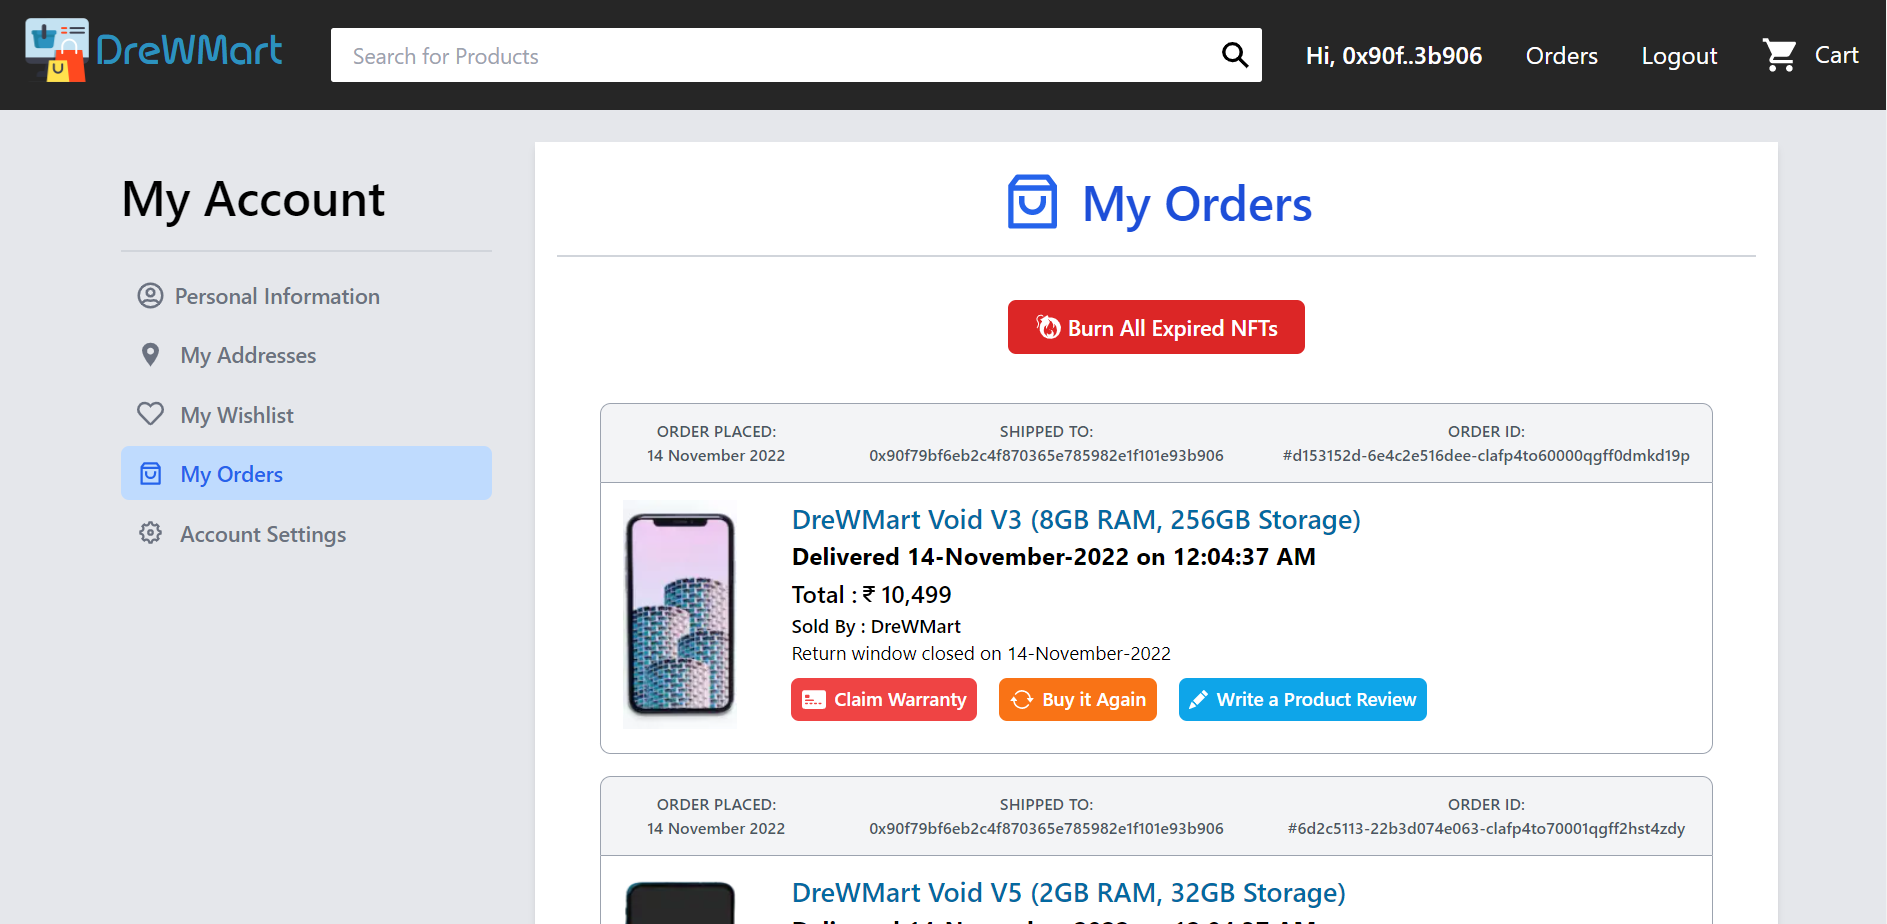 DreWMart
Search for Products
Hi, 0x90f..3b906
Orders
Logout
Cart
My Account
Personal Information
My Addresses
My Wishlist
My Orders
Account Settings
My Orders
Burn All Expired NFTs
ORDER PLACED:
14 November 2022
SHIPPED TO:
0x90f79bf6eb2c4f870365e785982e1f101e93b906
ORDER ID:
#d153152d-6e4c2e516dee-clafp4to60000qgff0dmkd19p
DreWMart Void V3 (8GB RAM, 256GB Storage)
Delivered 14-November-2022 on 12:04:37 AM
Total : ₹ 10,499
Sold By : DreWMart
Return window closed on 14-November-2022
Claim Warranty
Buy it Again
Write a Product Review
ORDER PLACED:
14 November 2022
SHIPPED TO:
0x90f79bf6eb2c4f870365e785982e1f101e93b906
ORDER ID:
#6d2c5113-22b3d074e063-clafp4to70001qgff2hst4zdy
DreWMart Void V5 (2GB RAM, 32GB Storage)